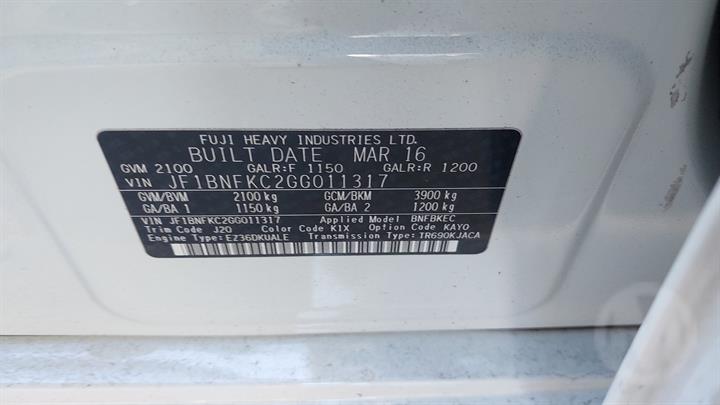 FUJI HEAVY INDUSTRIES LTD.
BUILT DATE MAR 16
GVM 2100 GALR:F 1150 GALR:R 1200
VIN JF1BNFKC2GG011317
GVM/BVM 2100 kg GCM/BKM 3900 kg
GA/BA 1 1150 kg GA/BA 2 1200 kg
VIN JF1BNFKC2GG011317 Applied Model BNFBKEC
Trim Code J20 Color Code K1X Option Code KAYO
Engine Type:EZ36DKUALE Transmission Type:TR690KJACA